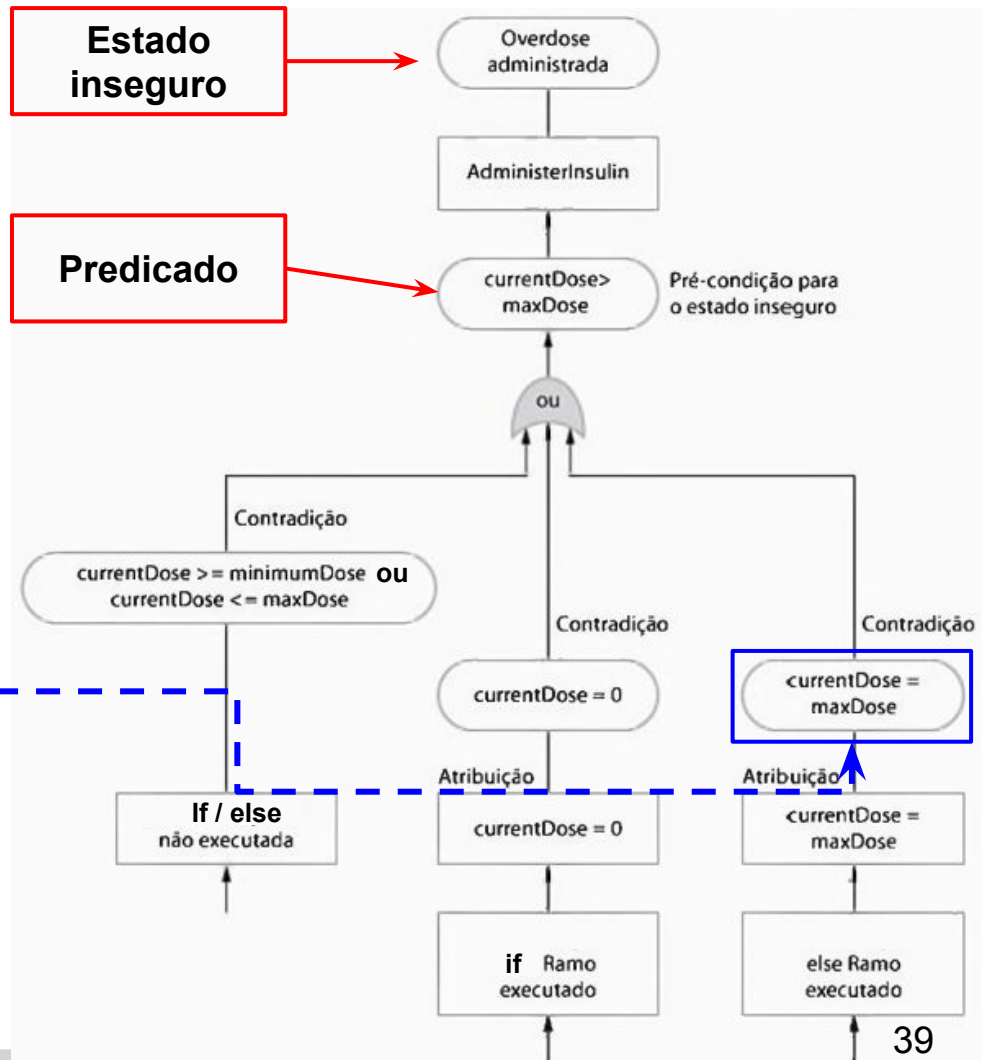 Estado
inseguro
Overdose
administrada
AdministerInsulin
Predicado
currentDose>
maxDose
Pré-condição para
o estado inseguro
ou
Contradição
currentDose >= minimumDose ou
currentDose <= maxDose
Contradição
currentDose = 0
Contradição
currentDose =
maxDose
If / else
não executada
Atribuição
currentDose = 0
Atribuição
currentDose =
maxDose
if Ramo
executado
else Ramo
executado
39